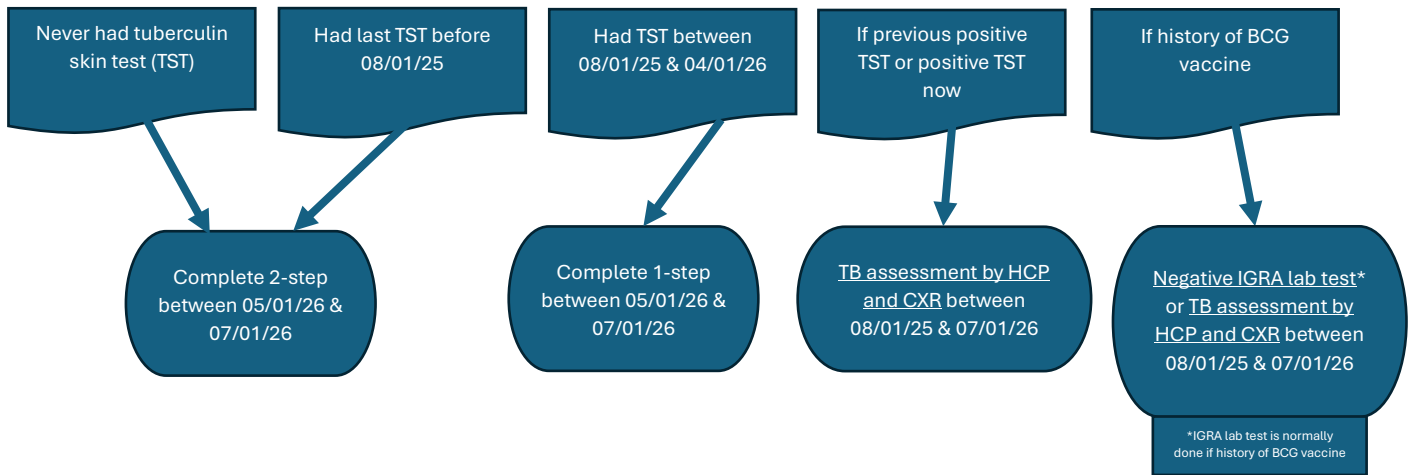 Never had tuberculin
skin test (TST)
Had last TST before
08/01/25
Had TST between
08/01/25 & 04/01/26
If previous positive
TST or positive TST
now
If history of BCG
vaccine
Complete 2-step
between 05/01/26 &
07/01/26
Complete 1-step
between 05/01/26 &
07/01/26
TB assessment by HCP
and CXR between
08/01/25 & 07/01/26
Negative IGRA lab test*
or TB assessment by
HCP and CXR between
08/01/25 & 07/01/26
*IGRA lab test is normally
done if history of BCG vaccine